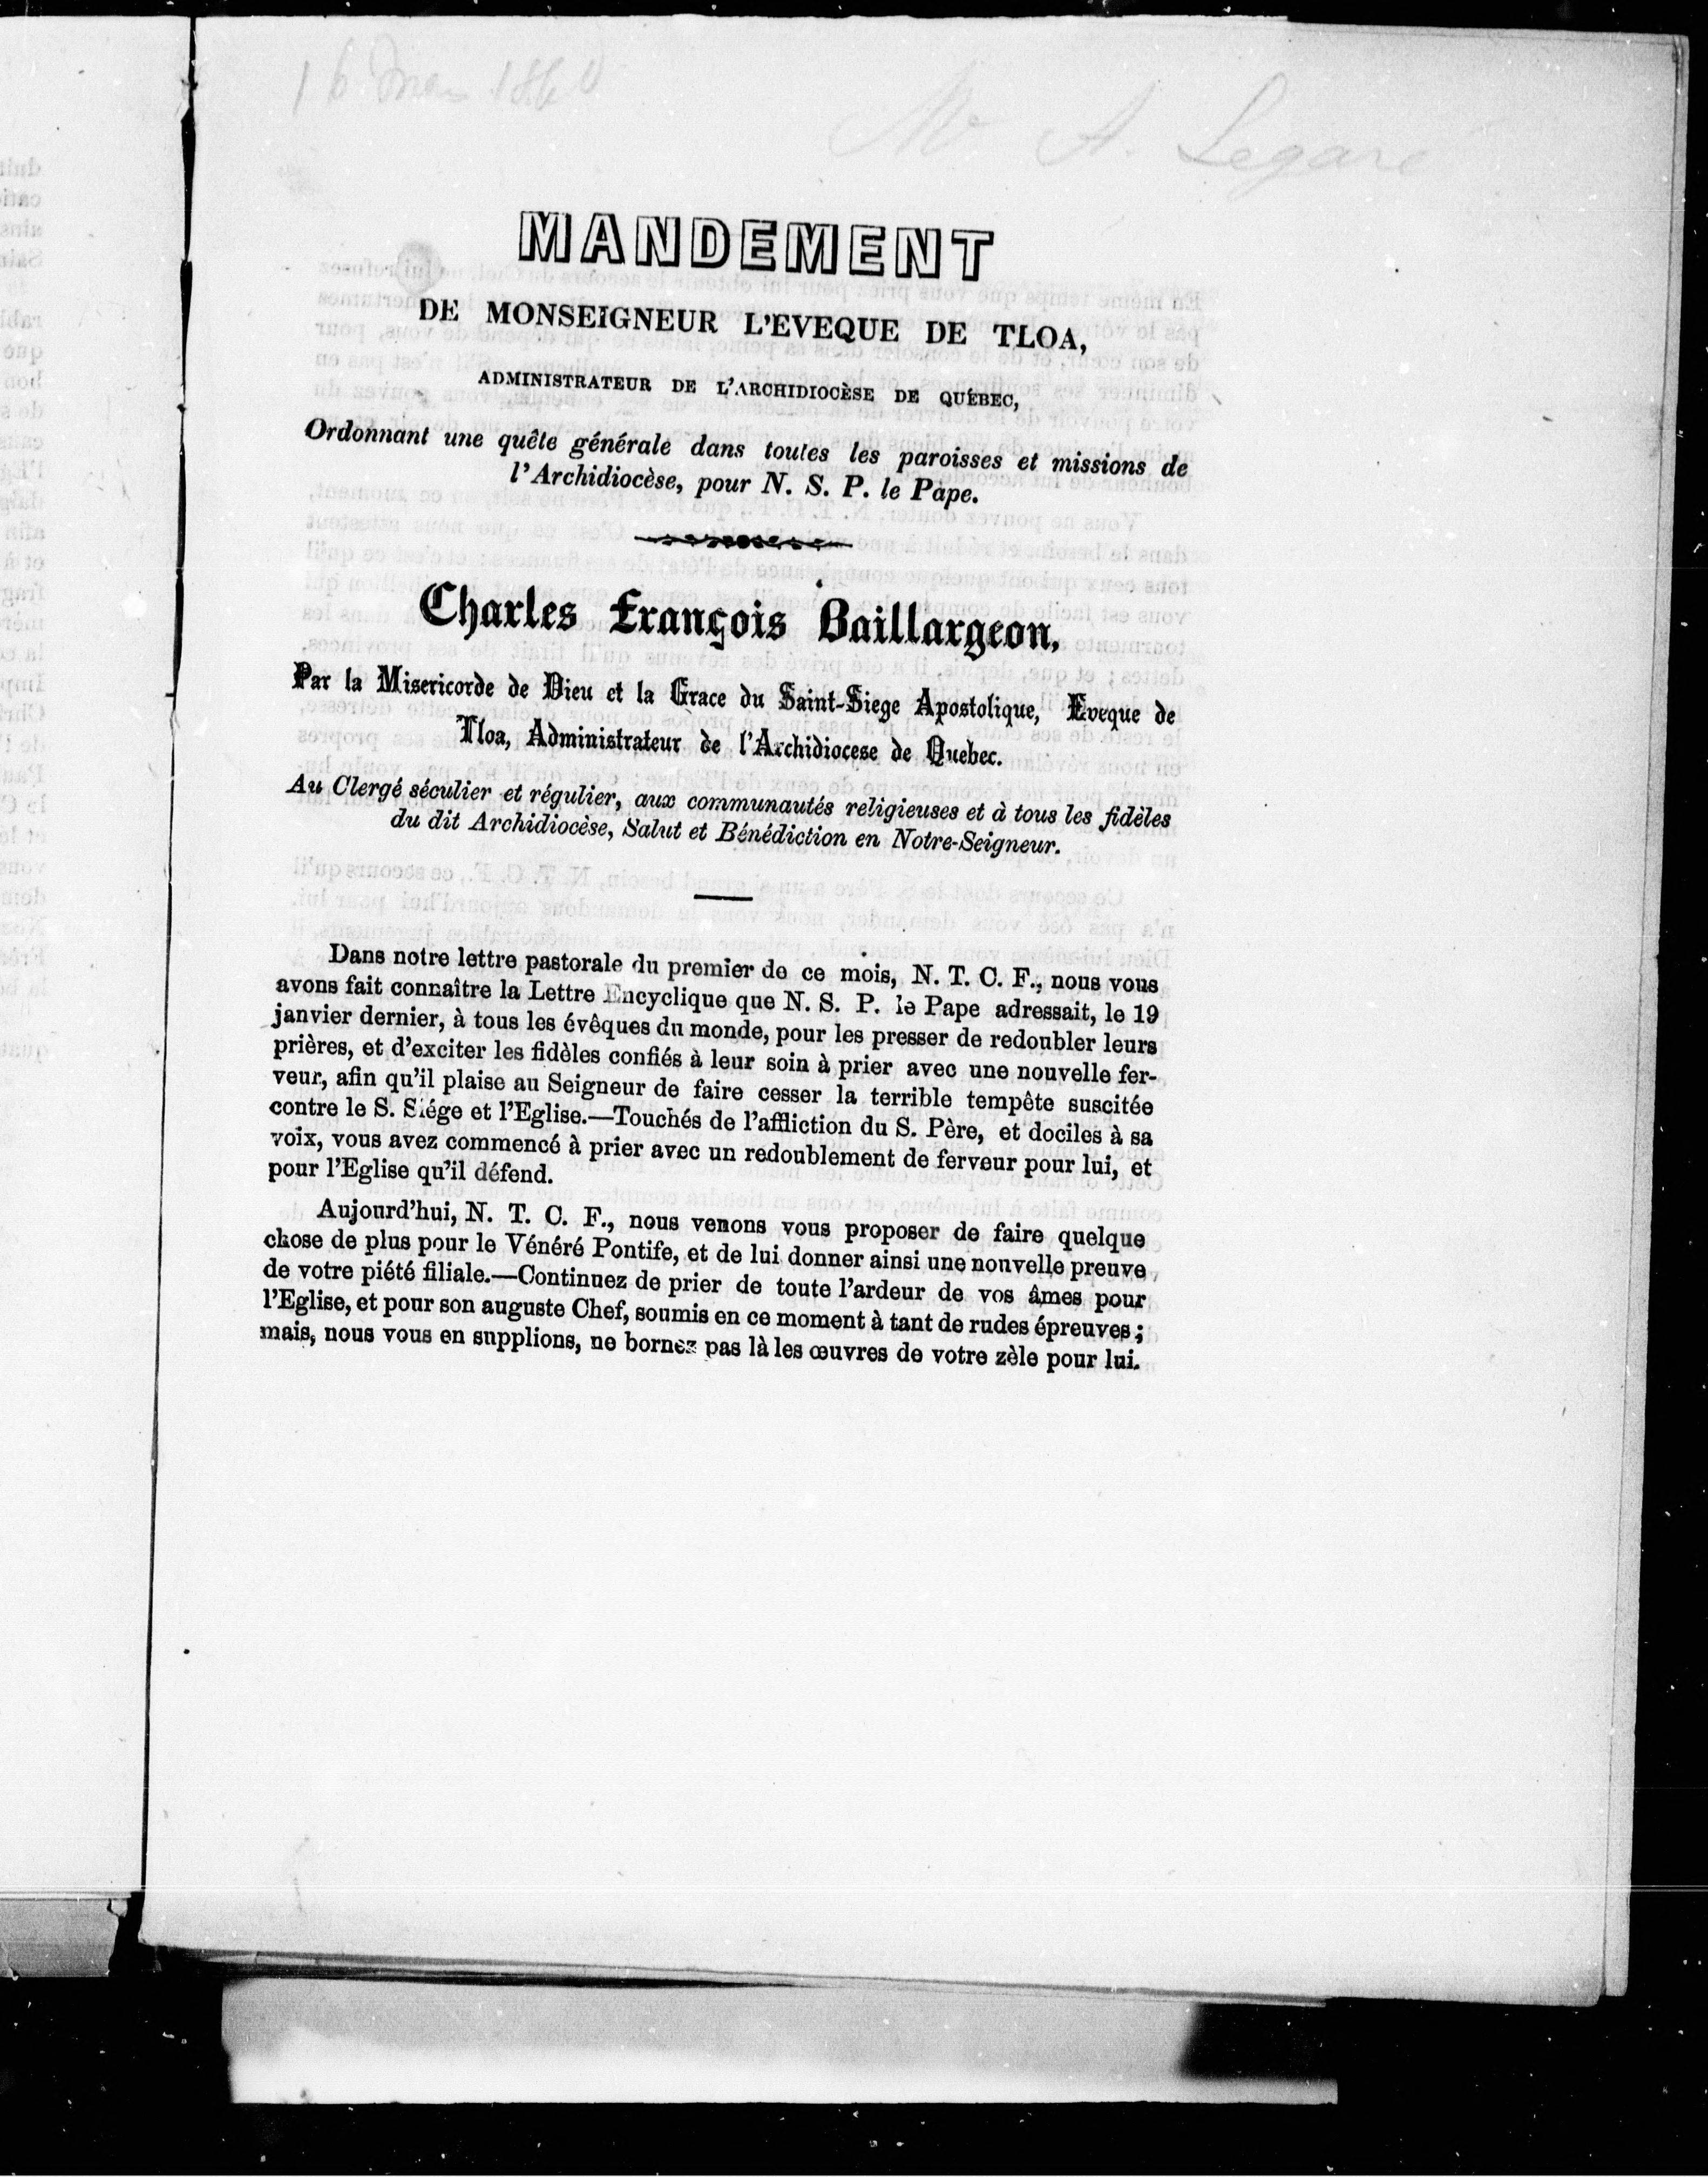 16 Mars 1860
Mr A. Legaré
MANDEMENT
DE MONSEIGNEUR L'EVEQUE DE TLOA,
ADMINISTRATEUR DE L'ARCHIDIOCÈSE DE QUÉBEC,
Ordonnant une quête générale dans toutes les paroisses et missions de
l'Archidiocèse, pour N. S. P. le Pape.
Charles François Baillargeon,
Par la Misericorde de Dieu et la Grace du Saint-Siege Apostolique, Eveque de
Tloa, Administrateur de l'Archidiocese de Quebec.
Au Clergé séculier et régulier, aux communautés religieuses et à tous les fidèles
du dit Archidiocèse, Salut et Bénédiction en Notre-Seigneur.
Dans notre lettre pastorale du premier de ce mois, N. T. C. F., nous vous
avons fait connaître la Lettre Encyclique que N. S. P. le Pape adressait, le 19
janvier dernier, à tous les évêques du monde, pour les presser de redoubler leurs
prières, et d'exciter les fidèles confiés à leur soin à prier avec une nouvelle fer-
veur, afin qu'il plaise au Seigneur de faire cesser la terrible tempête suscitée
contre le S. Siége et l'Eglise.—Touchés de l'affliction du S. Père, et dociles à sa
voix, vous avez commencé à prier avec un redoublement de ferveur pour lui, et
pour l'Eglise qu'il défend.
Aujourd'hui, N. T. C. F., nous venons vous proposer de faire quelque
chose de plus pour le Vénéré Pontife, et de lui donner ainsi une nouvelle preuve
de votre piété filiale.—Continuez de prier de toute l'ardeur de vos âmes pour
l'Eglise, et pour son auguste Chef, soumis en ce moment à tant de rudes épreuves ;
mais, nous vous en supplions, ne bornez pas là les œuvres de votre zèle pour lui.